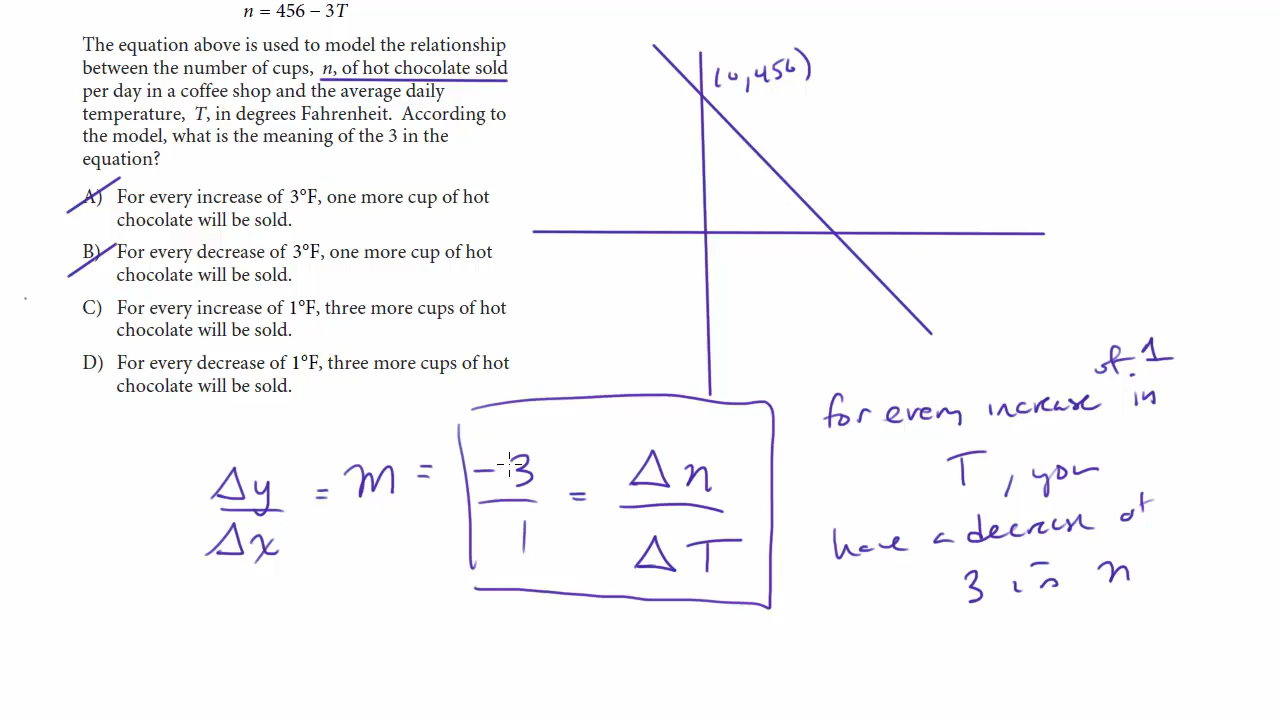 n = 456 − 3T
The equation above is used to model the relationship
between the number of cups, n, of hot chocolate sold
per day in a coffee shop and the average daily
temperature, T, in degrees Fahrenheit. According to
the model, what is the meaning of the 3 in the
equation?
A) For every increase of 3°F, one more cup of hot
chocolate will be sold.
B) For every decrease of 3°F, one more cup of hot
chocolate will be sold.
C) For every increase of 1°F, three more cups of hot
chocolate will be sold.
D) For every decrease of 1°F, three more cups of hot
chocolate will be sold.
(0,456)
Δy
Δx
= m =
-3
1
=
Δn
ΔT
of 1
for every increase in
T, you
have a decrease of
3 in n